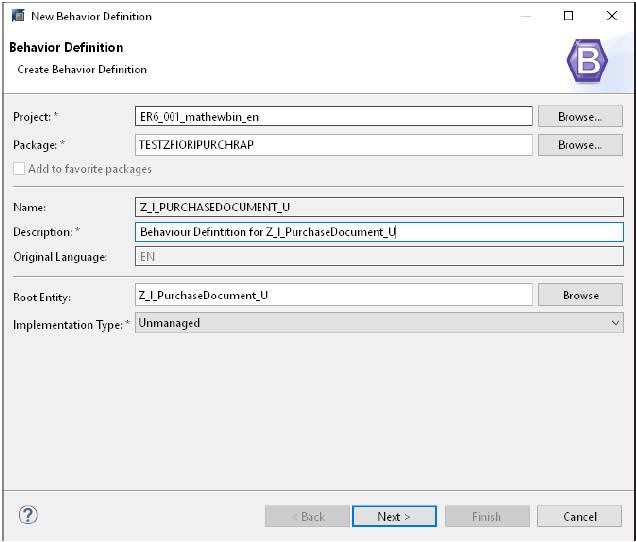 New Behavior Definition
Behavior Definition
Create Behavior Definition
B
Project: * ER6_001_mathewbin_en Browse...
Package: * TESTZFIORIPURCHRAP Browse...
Add to favorite packages
Name: Z_I_PURCHASEDOCUMENT_U
Description: * Behaviour Defintition for Z_I_PurchaseDocument_U
Original Language: EN
Root Entity: Z_I_PurchaseDocument_U Browse
Implementation Type: * Unmanaged
? < Back Next > Finish Cancel